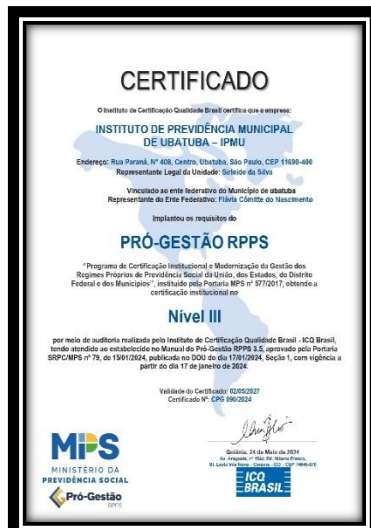 CERTIFICADO
O Instituto de Certificação Qualidade Brasil certifica que a empresa:
INSTITUTO DE PREVIDÊNCIA MUNICIPAL
DE UBATUBA – IPMU
Endereço: Rua Paraná, Nº 408, Centro, Ubatuba, São Paulo, CEP 11690-400
Representante Legal da Unidade: Sirleide da Silva
Vinculado ao ente federativo do Município de ubatuba
Representante do Ente Federativo: Flávia Cômitte do Nascimento
Implantou os requisitos do
PRÓ-GESTÃO RPPS
"Programa de Certificação Institucional e Modernização da Gestão dos
Regimes Próprios de Previdência Social da União, dos Estados, do Distrito
Federal e dos Municípios", instituído pela Portaria MPS nº 577/2017, obtendo a
certificação institucional no
Nível III
por meio de auditoria realizada pelo Instituto de Certificação Qualidade Brasil - ICQ Brasil,
tendo atendido ao estabelecido no Manual do Pró-Gestão RPPS 3.5, aprovado pela Portaria
SRPC/MPS nº 79, de 15/01/2024, publicada no DOU do dia 17/01/2024, Seção 1, com vigência a
partir do dia 17 de janeiro de 2024.
Validade do Certificado: 02/05/2027
Certificado Nº: CPG 096/2024
MPS
MINISTÉRIO DA
PREVIDÊNCIA SOCIAL
Pró-Gestão
RPPS
Goiânia, 24 de Maio de 2024
ICQ
BRASIL